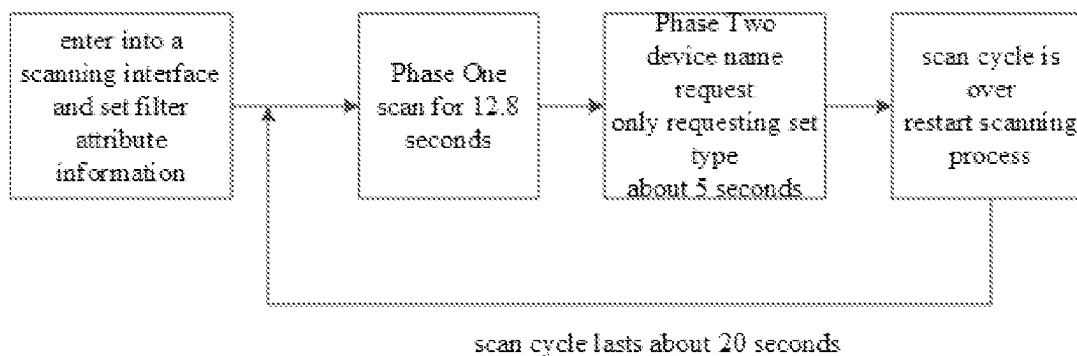 enter into a
scanning interface
and set filter
attribute
information
Phase One
scan for 12.8
seconds
Phase Two
device name
request
only requesting set
type
about 5 seconds
scan cycle is
over
restart scanning
process
scan cycle lasts about 20 seconds